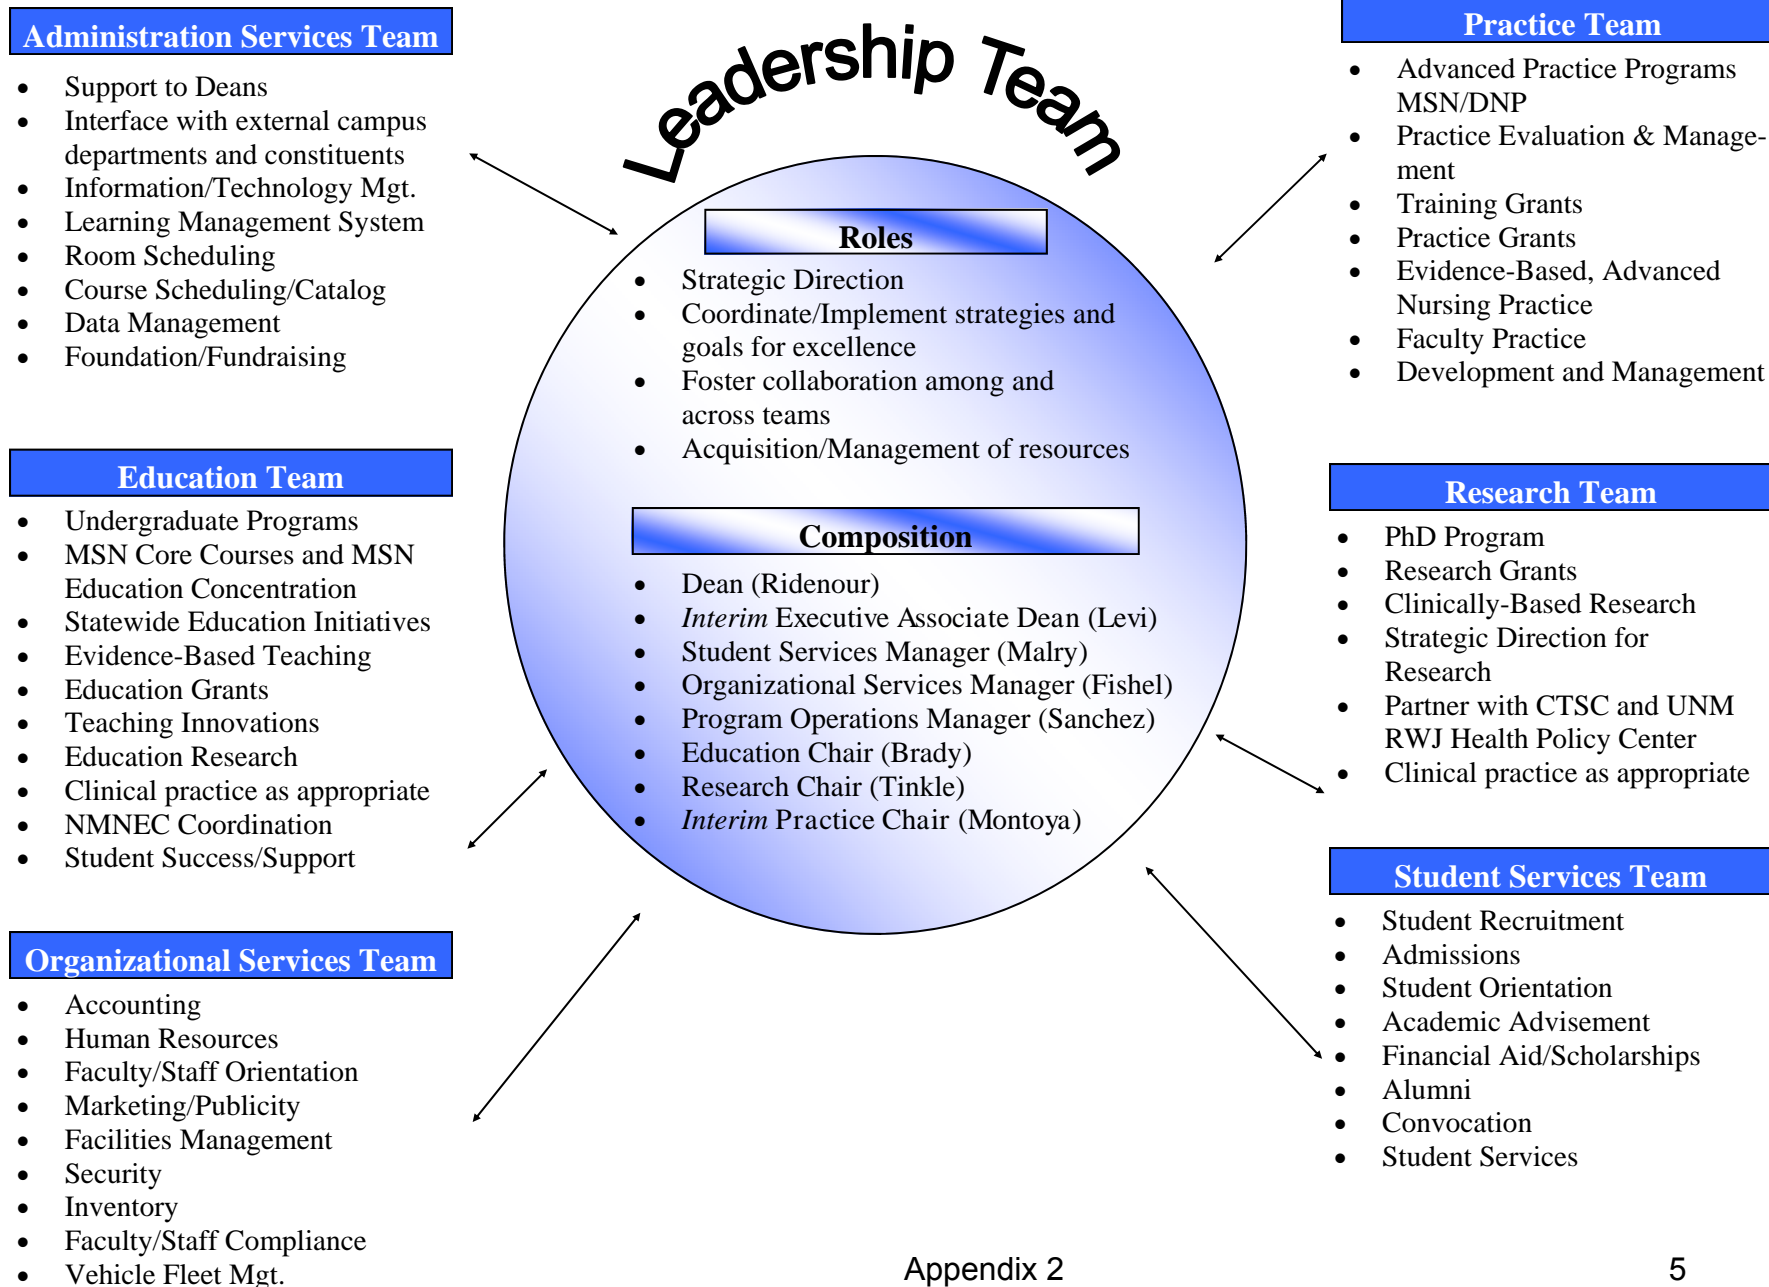 Leadership Team
Administration Services Team
• Support to Deans
• Interface with external campus
departments and constituents
• Information/Technology Mgt.
• Learning Management System
• Room Scheduling
• Course Scheduling/Catalog
• Data Management
• Foundation/Fundraising
Education Team
• Undergraduate Programs
• MSN Core Courses and MSN
Education Concentration
• Statewide Education Initiatives
• Evidence-Based Teaching
• Education Grants
• Teaching Innovations
• Education Research
• Clinical practice as appropriate
• NMNEC Coordination
• Student Success/Support
Organizational Services Team
• Accounting
• Human Resources
• Faculty/Staff Orientation
• Marketing/Publicity
• Facilities Management
• Security
• Inventory
• Faculty/Staff Compliance
• Vehicle Fleet Mgt.
Roles
• Strategic Direction
• Coordinate/Implement strategies and
goals for excellence
• Foster collaboration among and
across teams
• Acquisition/Management of resources
Composition
• Dean (Ridenour)
• Interim Executive Associate Dean (Levi)
• Student Services Manager (Malry)
• Organizational Services Manager (Fishel)
• Program Operations Manager (Sanchez)
• Education Chair (Brady)
• Research Chair (Tinkle)
• Interim Practice Chair (Montoya)
Practice Team
• Advanced Practice Programs
MSN/DNP
• Practice Evaluation & Manage-
ment
• Training Grants
• Practice Grants
• Evidence-Based, Advanced
Nursing Practice
• Faculty Practice
• Development and Management
Research Team
• PhD Program
• Research Grants
• Clinically-Based Research
• Strategic Direction for
Research
• Partner with CTSC and UNM
RWJ Health Policy Center
• Clinical practice as appropriate
Student Services Team
• Student Recruitment
• Admissions
• Student Orientation
• Academic Advisement
• Financial Aid/Scholarships
• Alumni
• Convocation
• Student Services
Appendix 2
5